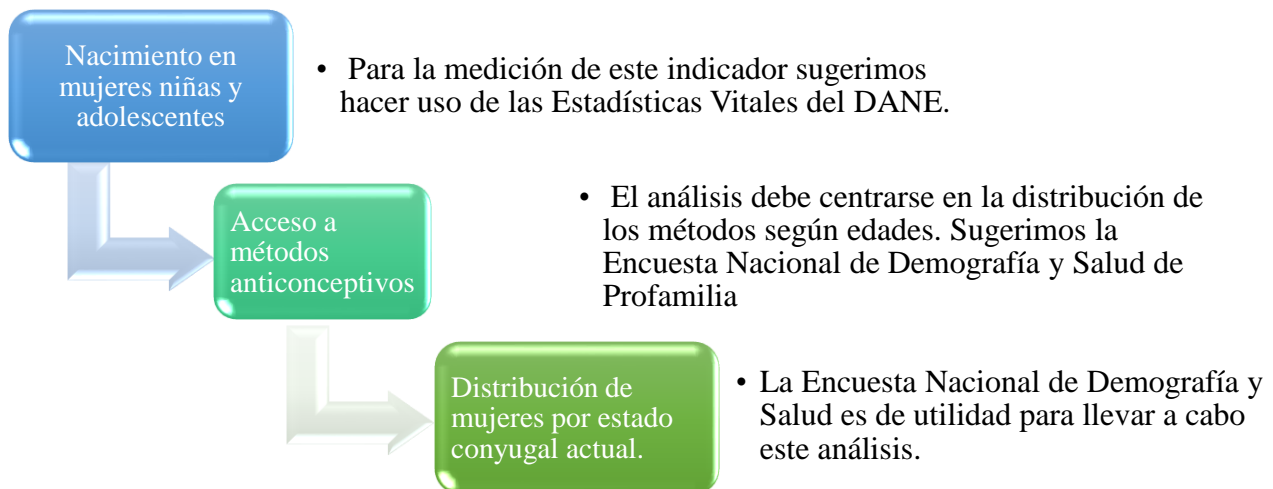 Nacimiento en
mujeres niñas y
adolescentes
• Para la medición de este indicador sugerimos
hacer uso de las Estadísticas Vitales del DANE.
Acceso a
métodos
anticonceptivos
• El análisis debe centrarse en la distribución de
los métodos según edades. Sugerimos la
Encuesta Nacional de Demografía y Salud de
Profamilia
Distribución de
mujeres por estado
conyugal actual.
• La Encuesta Nacional de Demografía y
Salud es de utilidad para llevar a cabo
este análisis.